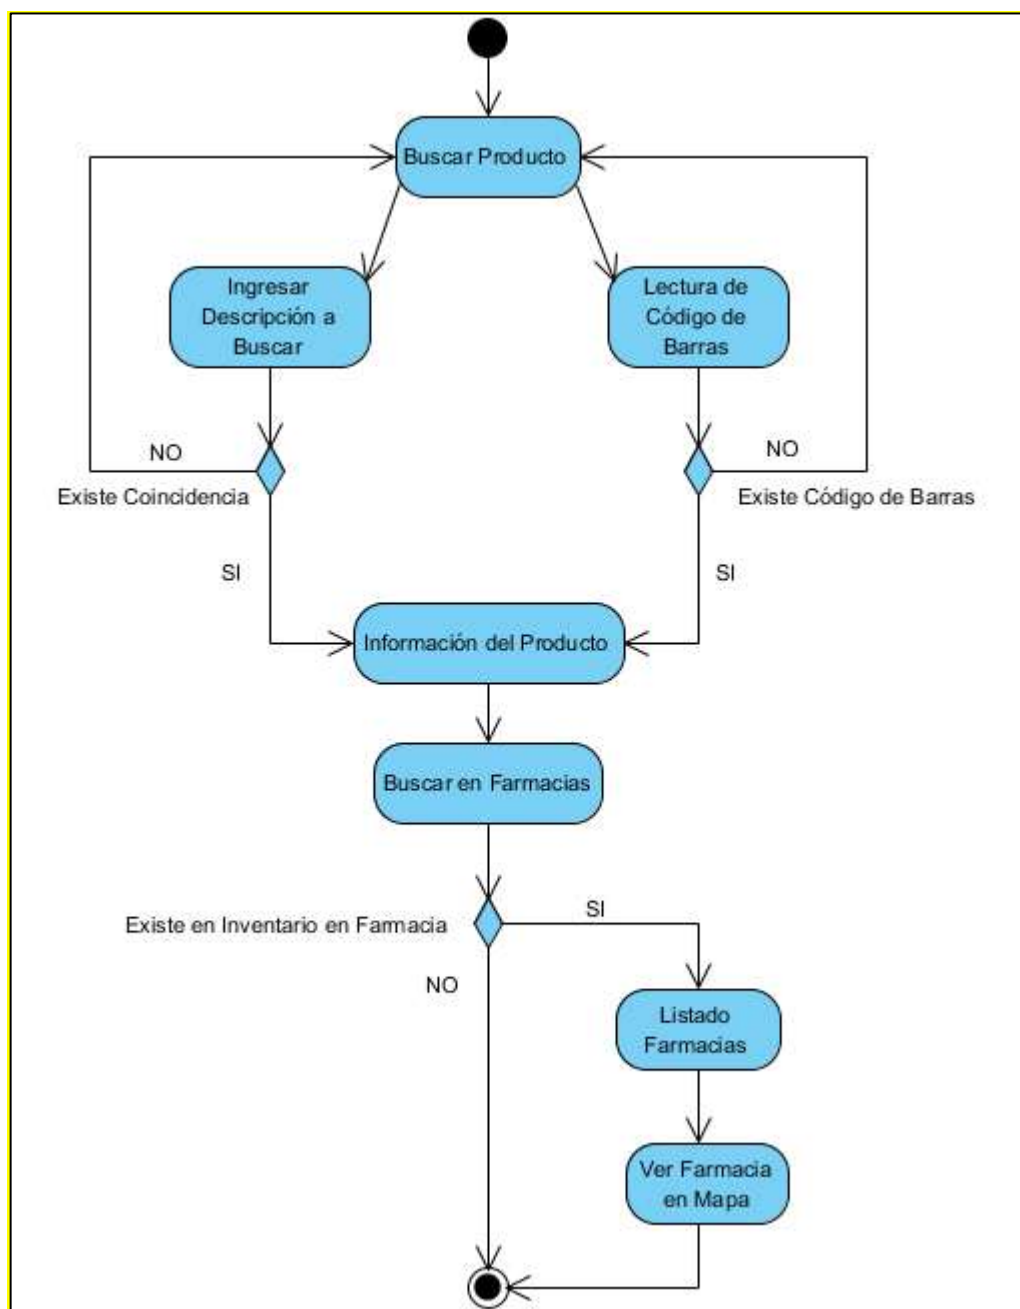 Buscar Producto
Ingresar
Descripción a
Buscar
Lectura de
Código de
Barras
NO
Existe Coincidencia
NO
Existe Código de Barras
SI
SI
Información del Producto
Buscar en Farmacias
Existe en Inventario en Farmacia
SI
NO
Listado
Farmacias
Ver Farmacia
en Mapa